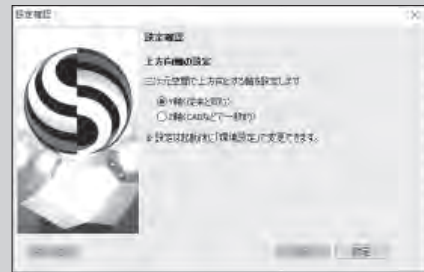 設定確認
設定確認
上方向軸の設定
三次元空間で上方向とする軸を設定します
Y軸(従来と同じ)
Z軸(CADなどで一般的)
※設定は起動後に「環境設定」で変更できます。